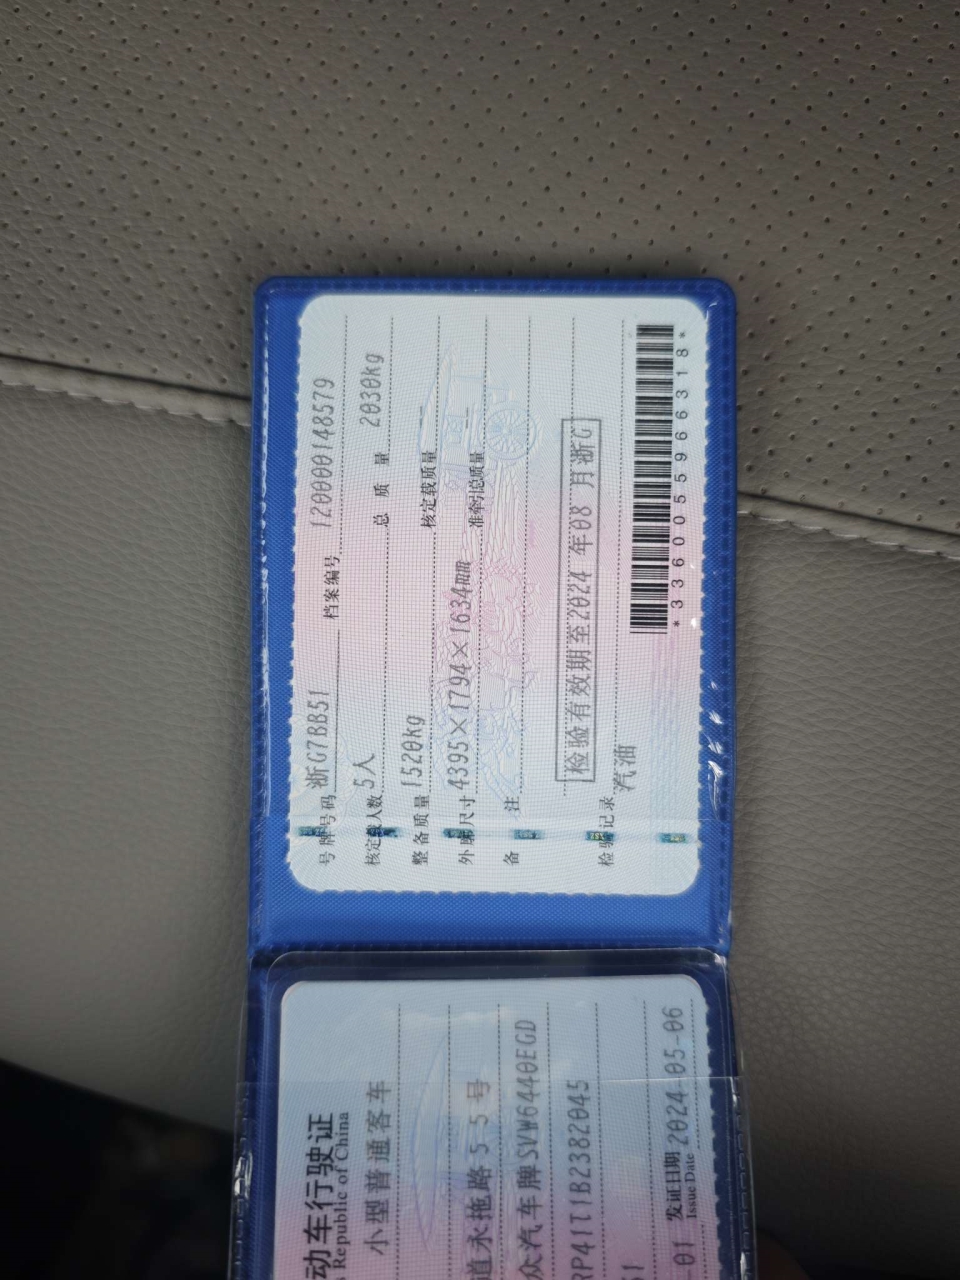 号牌号码 浙G7BB51 档案编号 120000148579
核定载人数 5人 总质量 2030kg
整备质量 1520kg 核定载质量 --
外廓尺寸 4395×1794×1634mm 准牵引总质量 --
备注
检验有效期至2024年08月浙G
检验记录
汽油
*3360055966318*
动车行驶证
Republic of China
小型普通客车
道永拖路55号
众汽车牌SVW6440EGD
RP41T1B2382045
51
-01 发证日期 2024-05-06
Issue Date